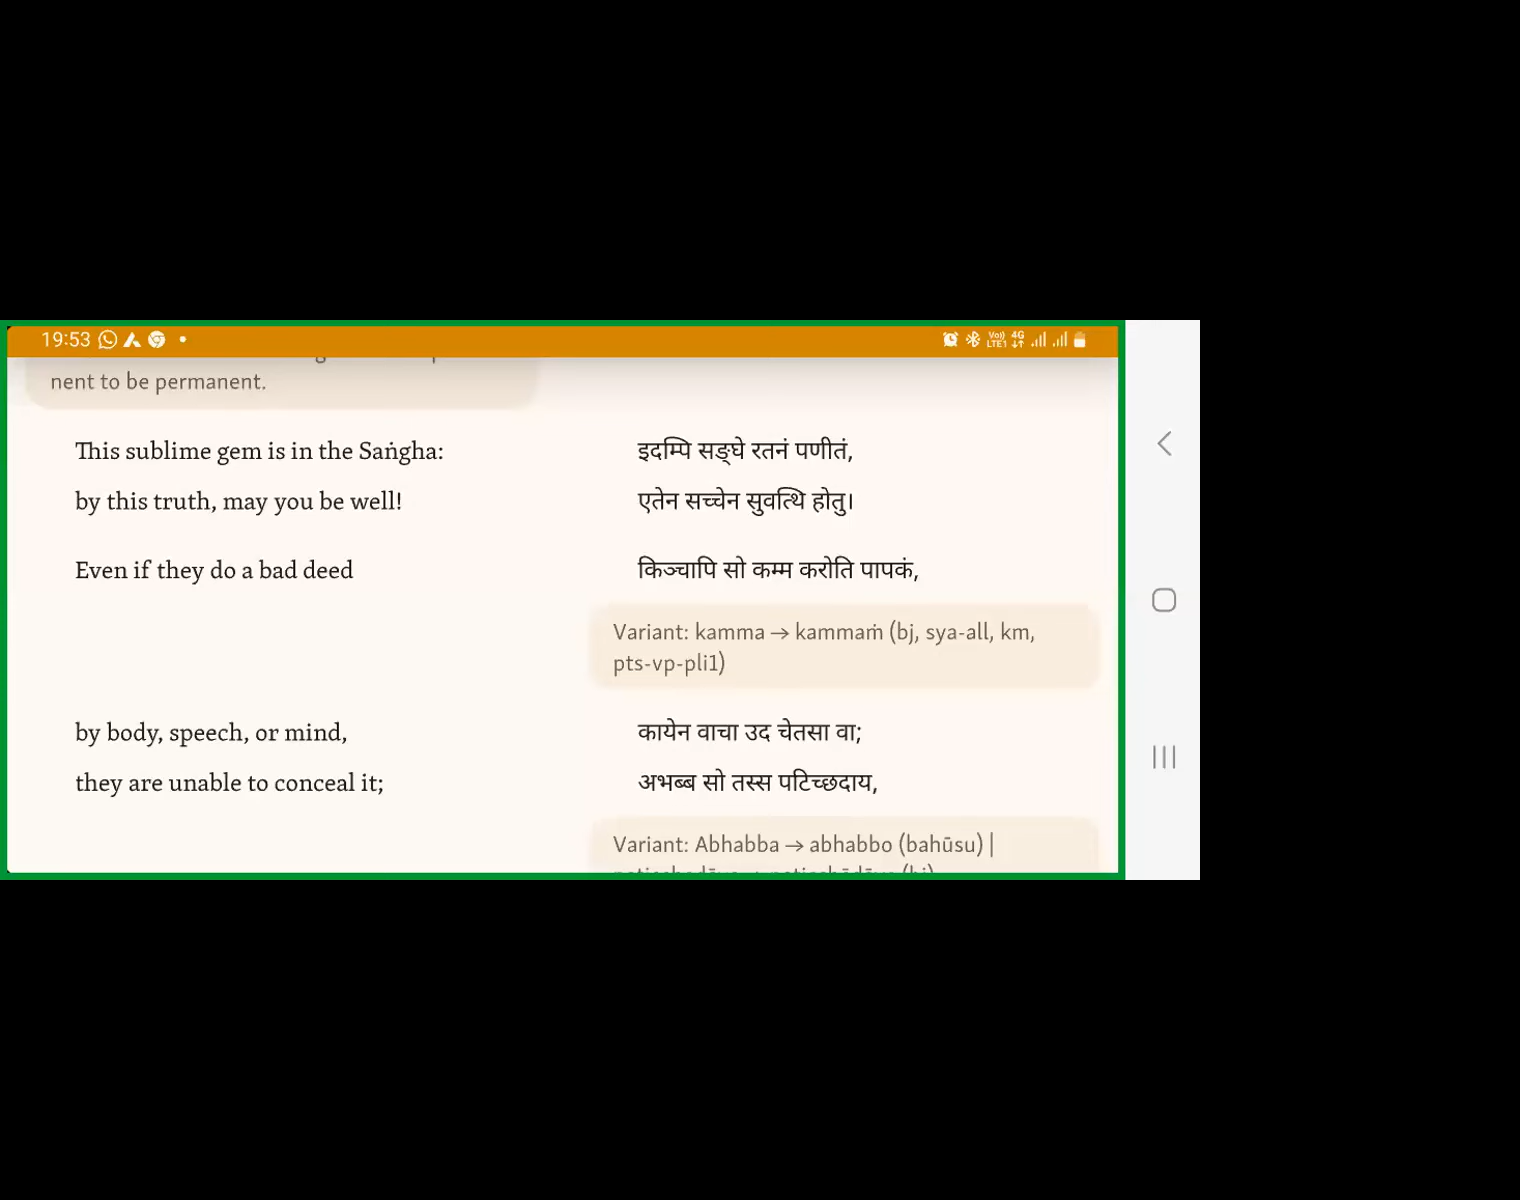 19:53
Vo)) 4G
LTE1
nent to be permanent.
This sublime gem is in the Saṅgha: इदम्पि सङ्घे रतनं पणीतं,
by this truth, may you be well! एतेन सच्चेन सुवत्थि होतु।
Even if they do a bad deed किञ्चापि सो कम्म करोति पापकं,
Variant: kamma → kammaṁ (bj, sya-all, km,
pts-vp-pli1)
by body, speech, or mind, कायेन वाचा उद चेतसा वा;
they are unable to conceal it; अभब्ब सो तस्स पटिच्छदाय,
Variant: Abhabba → abhabbo (bahūsu) |